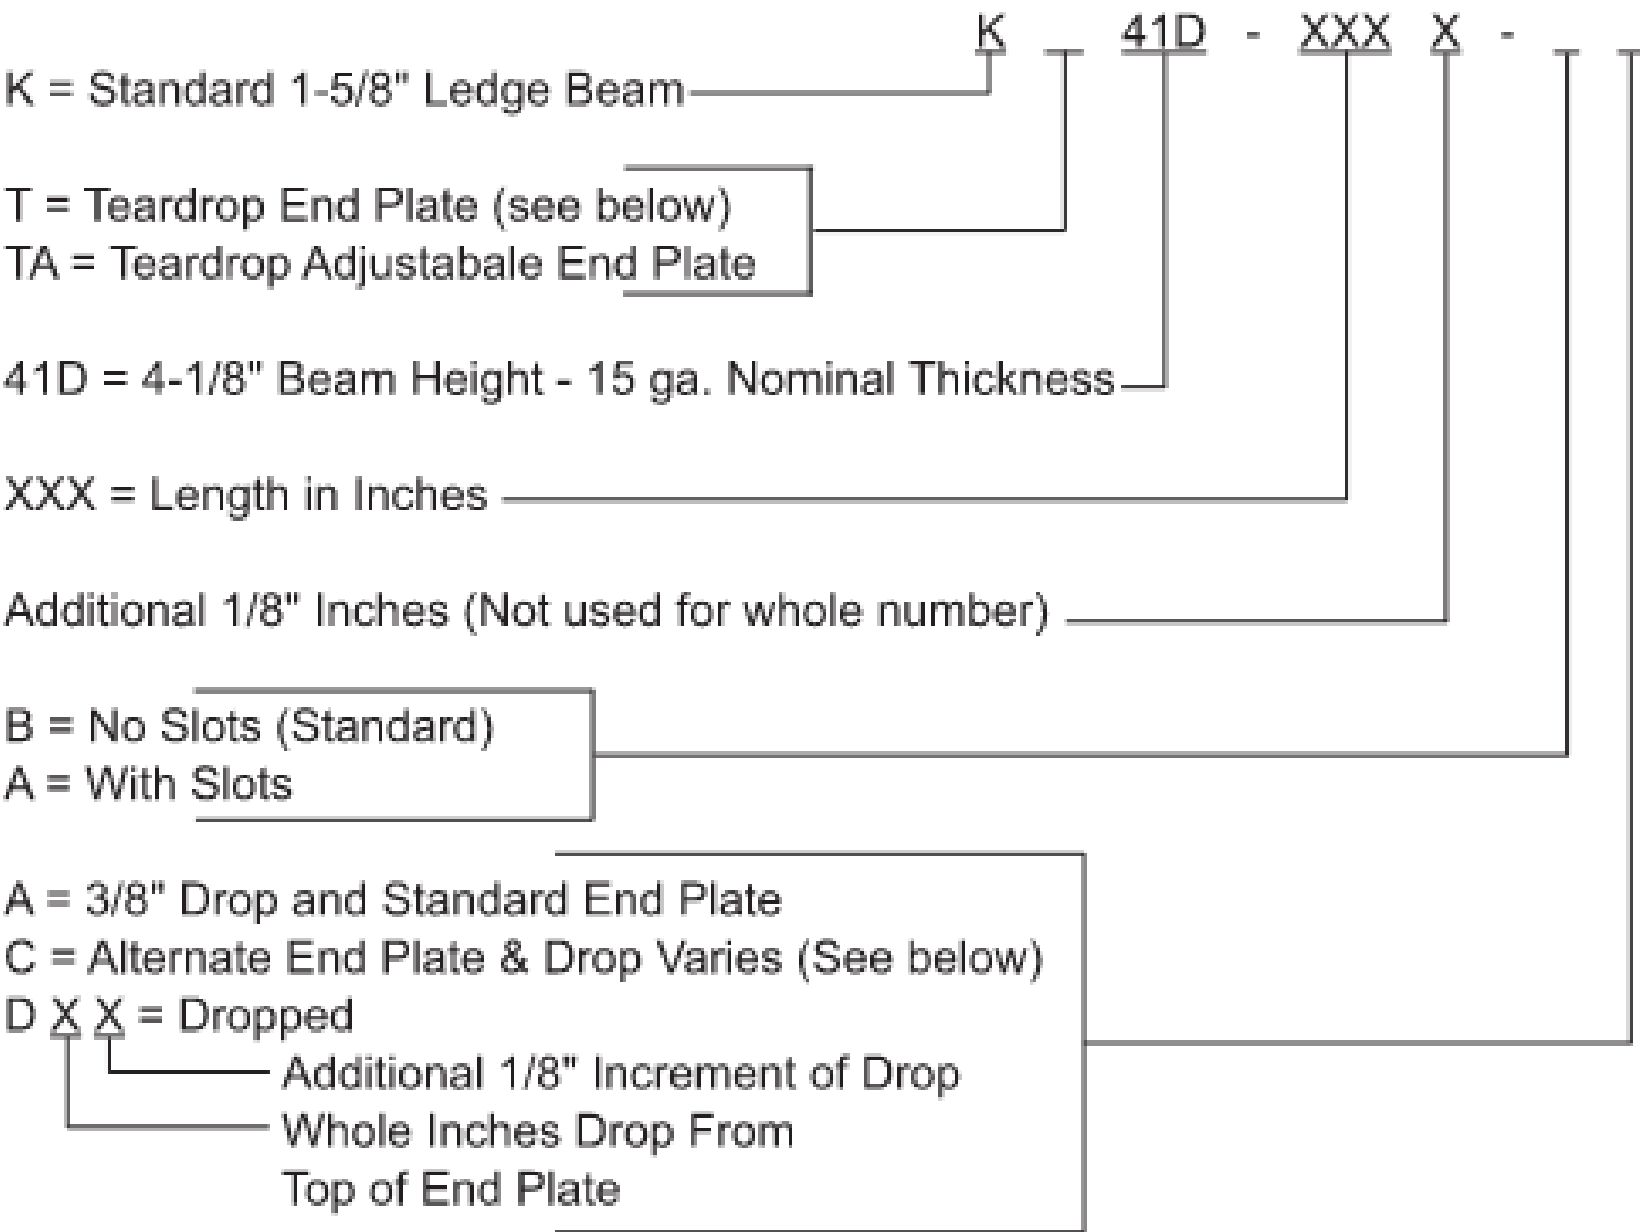 K __ 41D - XXX X - _ _
K = Standard 1-5/8" Ledge Beam
T = Teardrop End Plate (see below)
TA = Teardrop Adjustabale End Plate
41D = 4-1/8" Beam Height - 15 ga. Nominal Thickness
XXX = Length in Inches
Additional 1/8" Inches (Not used for whole number)
B = No Slots (Standard)
A = With Slots
A = 3/8" Drop and Standard End Plate
C = Alternate End Plate & Drop Varies (See below)
D X X = Dropped
Additional 1/8" Increment of Drop
Whole Inches Drop From
Top of End Plate